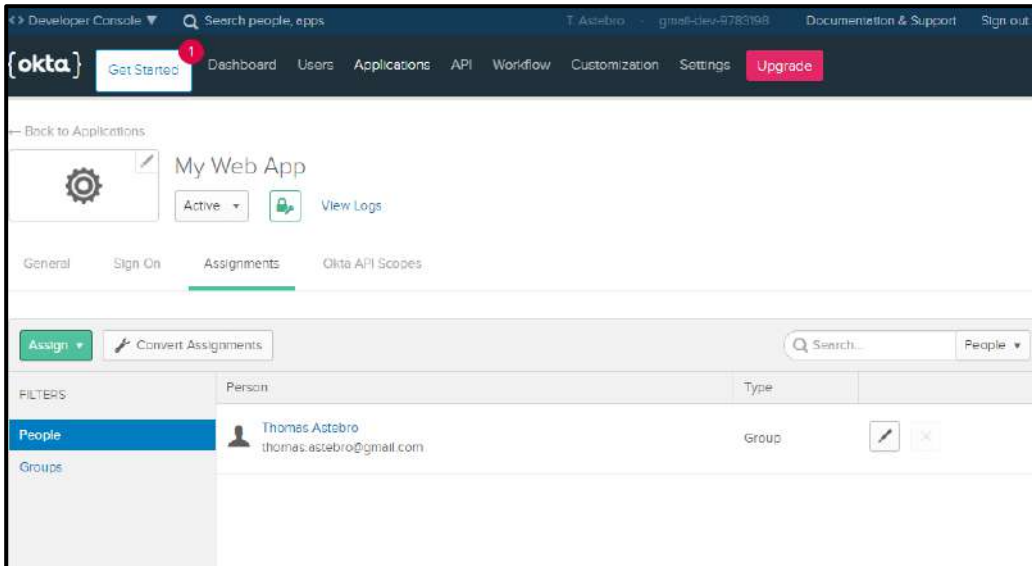 <> Developer Console ▼ Search people, apps T. Astebro gmail-dev-9783198 Documentation & Support Sign out
{okta} Get Started 1 Dashboard Users Applications API Workflow Customization Settings Upgrade
← Back to Applications
My Web App
Active View Logs
General Sign On Assignments Okta API Scopes
Assign Convert Assignments Search... People
FILTERS Person Type
People Thomas Astebro Group
thomas.astebro@gmail.com
Groups